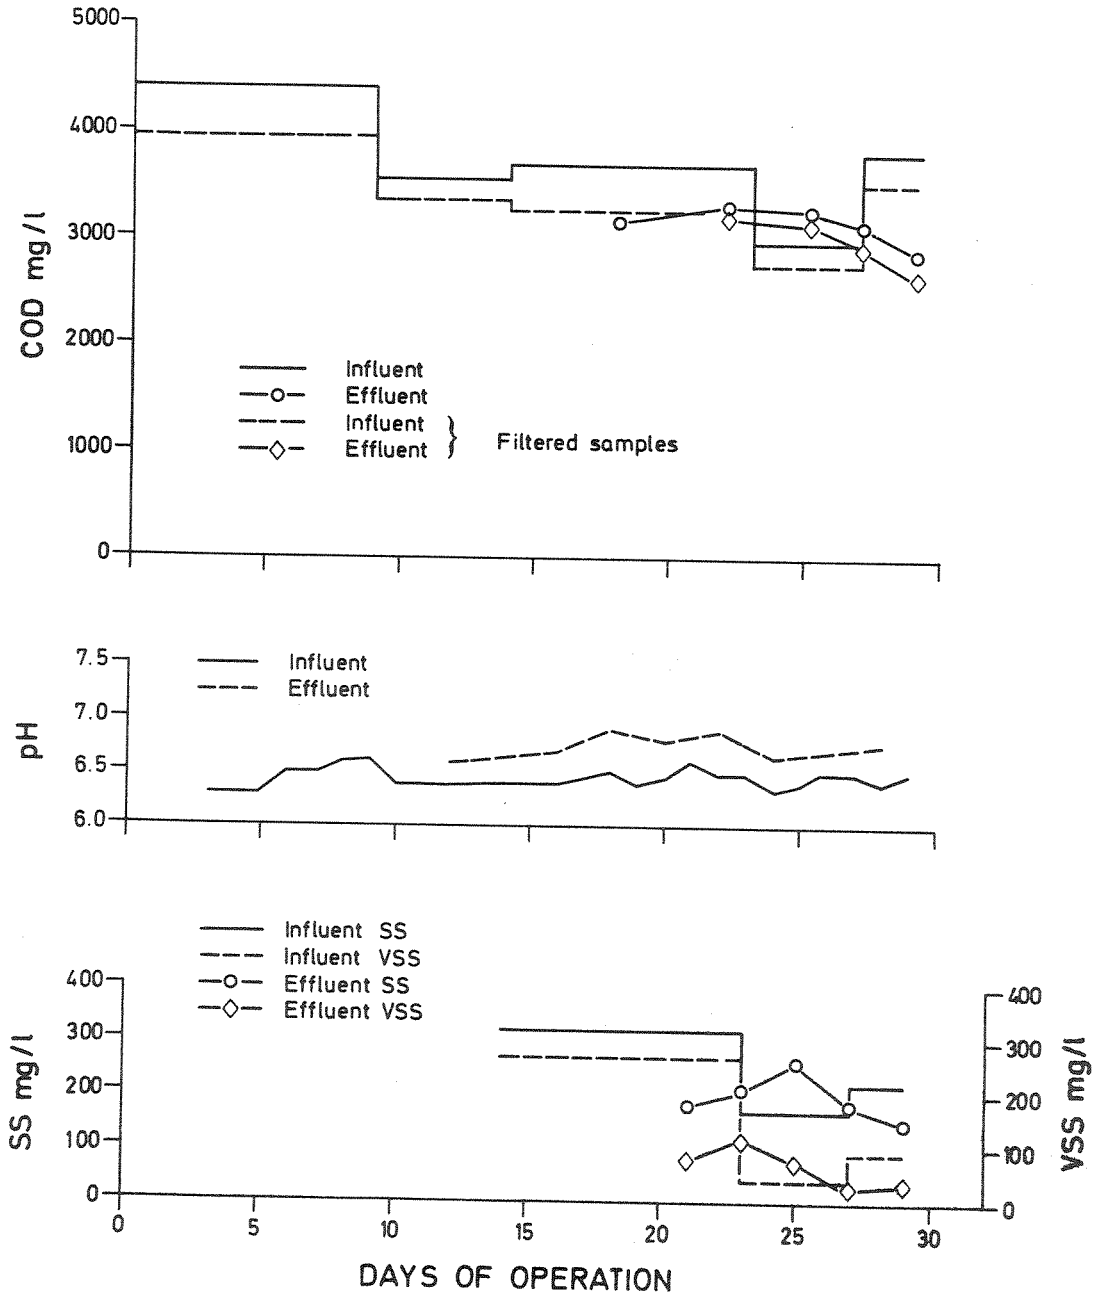 5000
4000
3000
2000
1000
0
COD mg/l
Influent
Effluent
Influent
Effluent
} Filtered samples
7.5
7.0
6.5
6.0
pH
Influent
Effluent
Influent SS
Influent VSS
Effluent SS
Effluent VSS
400
300
200
100
0
SS mg/l
400
300
200
100
0
VSS mg/l
0 5 10 15 20 25 30
DAYS OF OPERATION